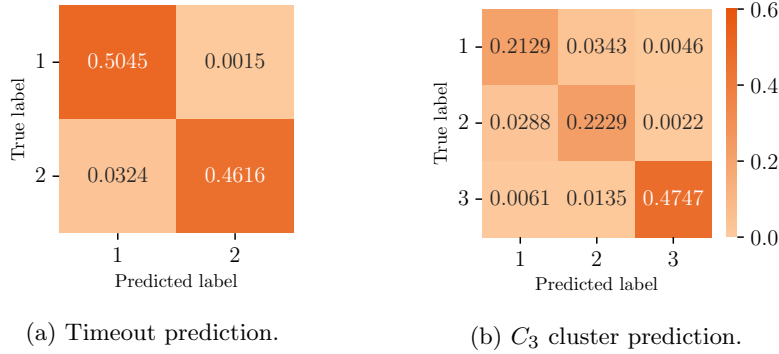 True label
1 0.5045 0.0015
2 0.0324 0.4616
1 2
Predicted label
(a) Timeout prediction.
True label
1 0.2129 0.0343 0.0046
2 0.0288 0.2229 0.0022
3 0.0061 0.0135 0.4747
1 2 3
Predicted label
0.6
0.4
0.2
0.0
(b) C₃ cluster prediction.